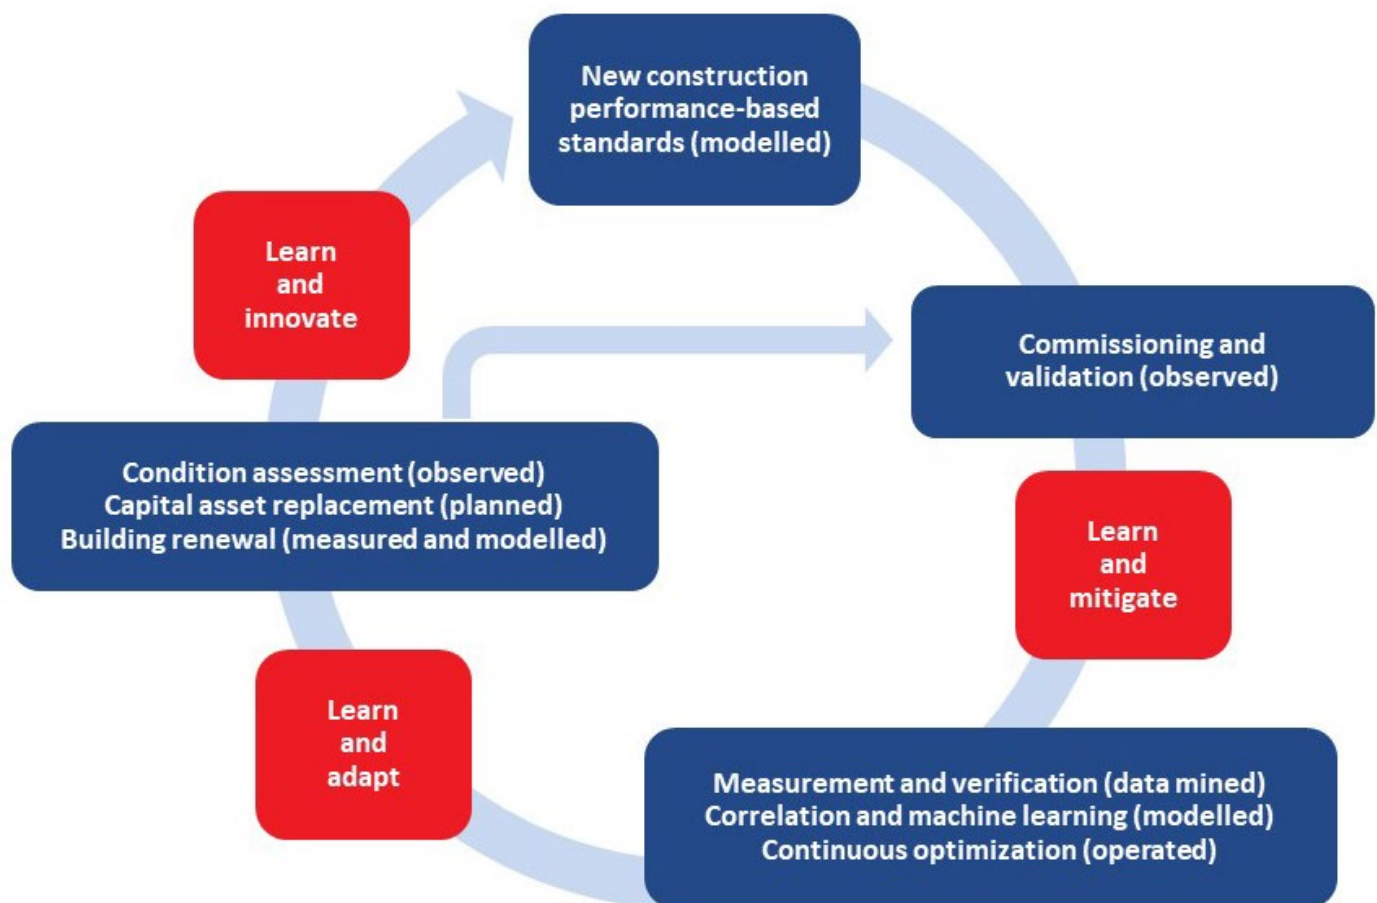 New construction
performance-based
standards (modelled)
Learn
and
innovate
Commissioning and
validation (observed)
Condition assessment (observed)
Capital asset replacement (planned)
Building renewal (measured and modelled)
Learn
and
mitigate
Learn
and
adapt
Measurement and verification (data mined)
Correlation and machine learning (modelled)
Continuous optimization (operated)